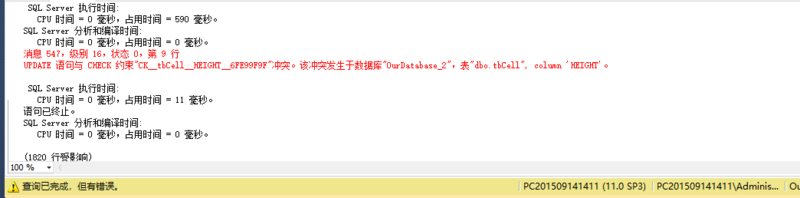 SQL Server 执行时间:
CPU 时间 = 0 毫秒，占用时间 = 590 毫秒。
SQL Server 分析和编译时间:
CPU 时间 = 0 毫秒，占用时间 = 0 毫秒。
消息 547，级别 16，状态 0，第 9 行
UPDATE 语句与 CHECK 约束"CK__tbCell__HEIGHT__6FE99F9F"冲突。该冲突发生于数据库"OurDatabase_2"，表"dbo.tbCell", column 'HEIGHT'。
SQL Server 执行时间:
CPU 时间 = 0 毫秒，占用时间 = 11 毫秒。
语句已终止。
SQL Server 分析和编译时间:
CPU 时间 = 0 毫秒，占用时间 = 0 毫秒。
(1820 行受影响)
100 %
查询已完成，但有错误。 PC201509141411 (11.0 SP3) PC201509141411\Adminis... Ou